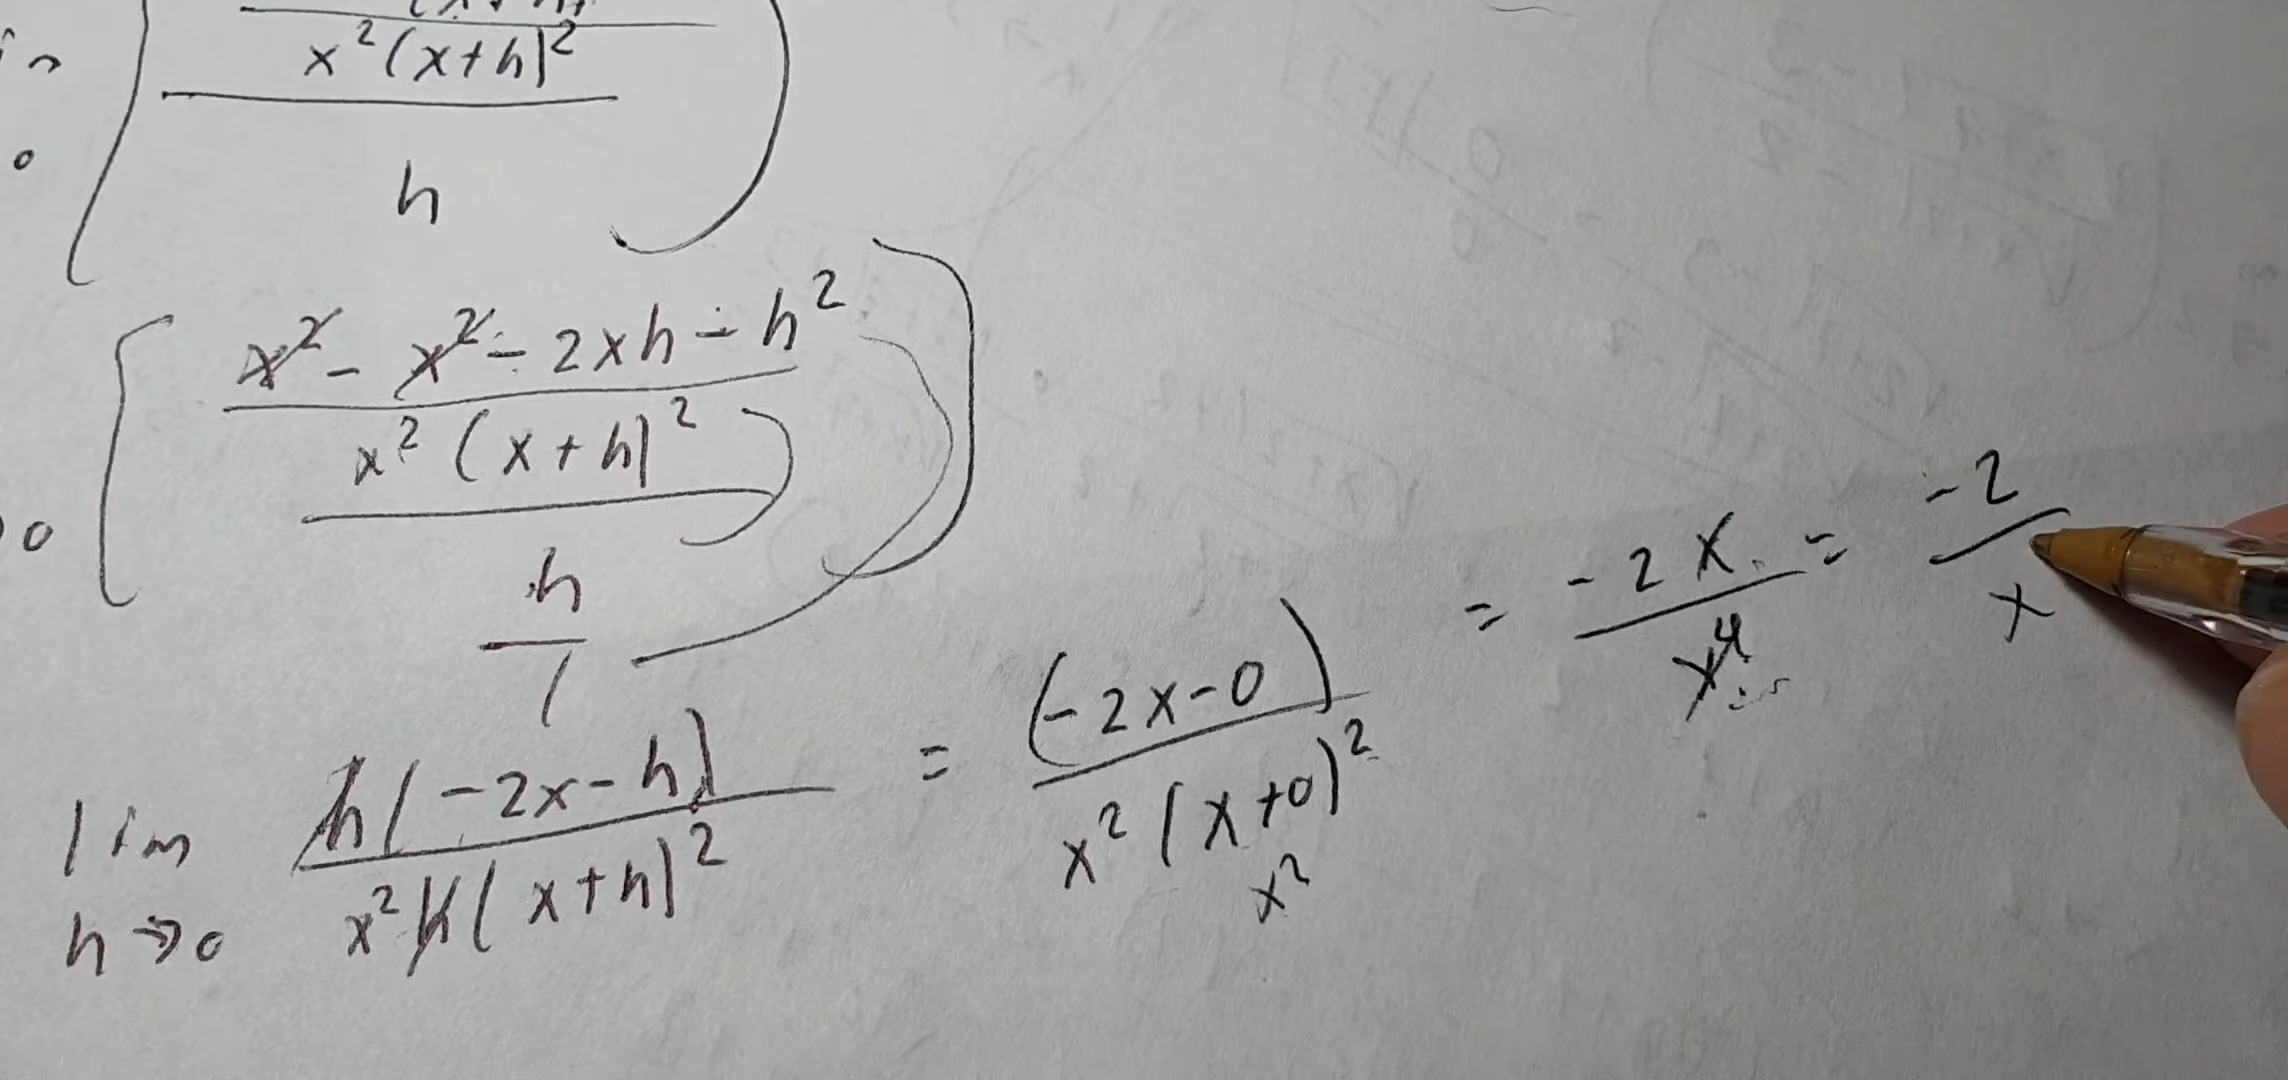 x²(x+h)²
h
x² - x² - 2xh - h²
x² (x+h)²
h
1
lim h(-2x-h) = (-2x-0) = -2x = -2
h→0 x²h(x+h)² x²(x+0)² x⁴ x
x²